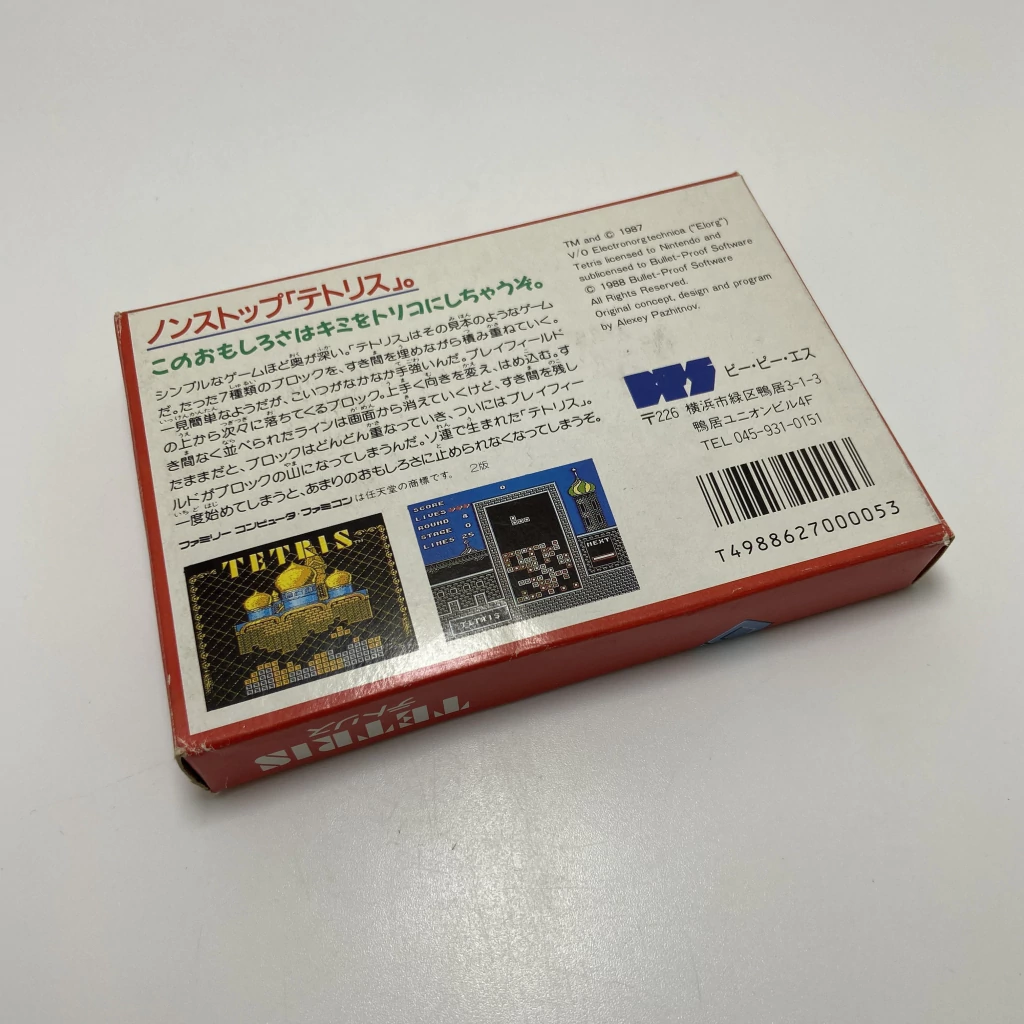 ノンストップ「テトリス」。
このおもしろさはキミをトリコにしちゃうぞ。
シンプルなゲームほど奥が深い。「テトリス」はその見本のようなゲーム
だ。たった7種類のブロックを、すき間を埋めながら積み重ねていく。
一見簡単なようだが、こいつがなかなか手強いんだ。プレイフィールド
の上から次々に落ちてくるブロック。上手く向きを変え、はめ込む。す
き間なく並べられたラインは画面から消えていくけど、すき間を残し
たままだと、ブロックはどんどん重なっていき、ついにはプレイフィー
ルドがブロックの山になってしまうんだ。ソ連で生まれた「テトリス」。
一度始めてしまうと、あまりのおもしろさに止められなくなってしまうぞ。
ファミリーコンピュータ・ファミコンは任天堂の商標です。 2版
TM and © 1987
V/O Electronorgtechnica ("Elorg")
Tetris licensed to Nintendo and
sublicensed to Bullet-Proof Software
© 1988 Bullet-Proof Software
All Rights Reserved.
Original concept, design and program
by Alexey Pazhitnov.
BPS ビー・ピー・エス
〒226 横浜市緑区鴨居3-1-3
鴨居ユニオンビル4F
TEL 045-931-0151
T4988627000053
TETRIS
SCORE 0
LIVES
ROUND 4
STAGE 0
LINES 25
NEXT
TETRIS
TETRIS
テトリス